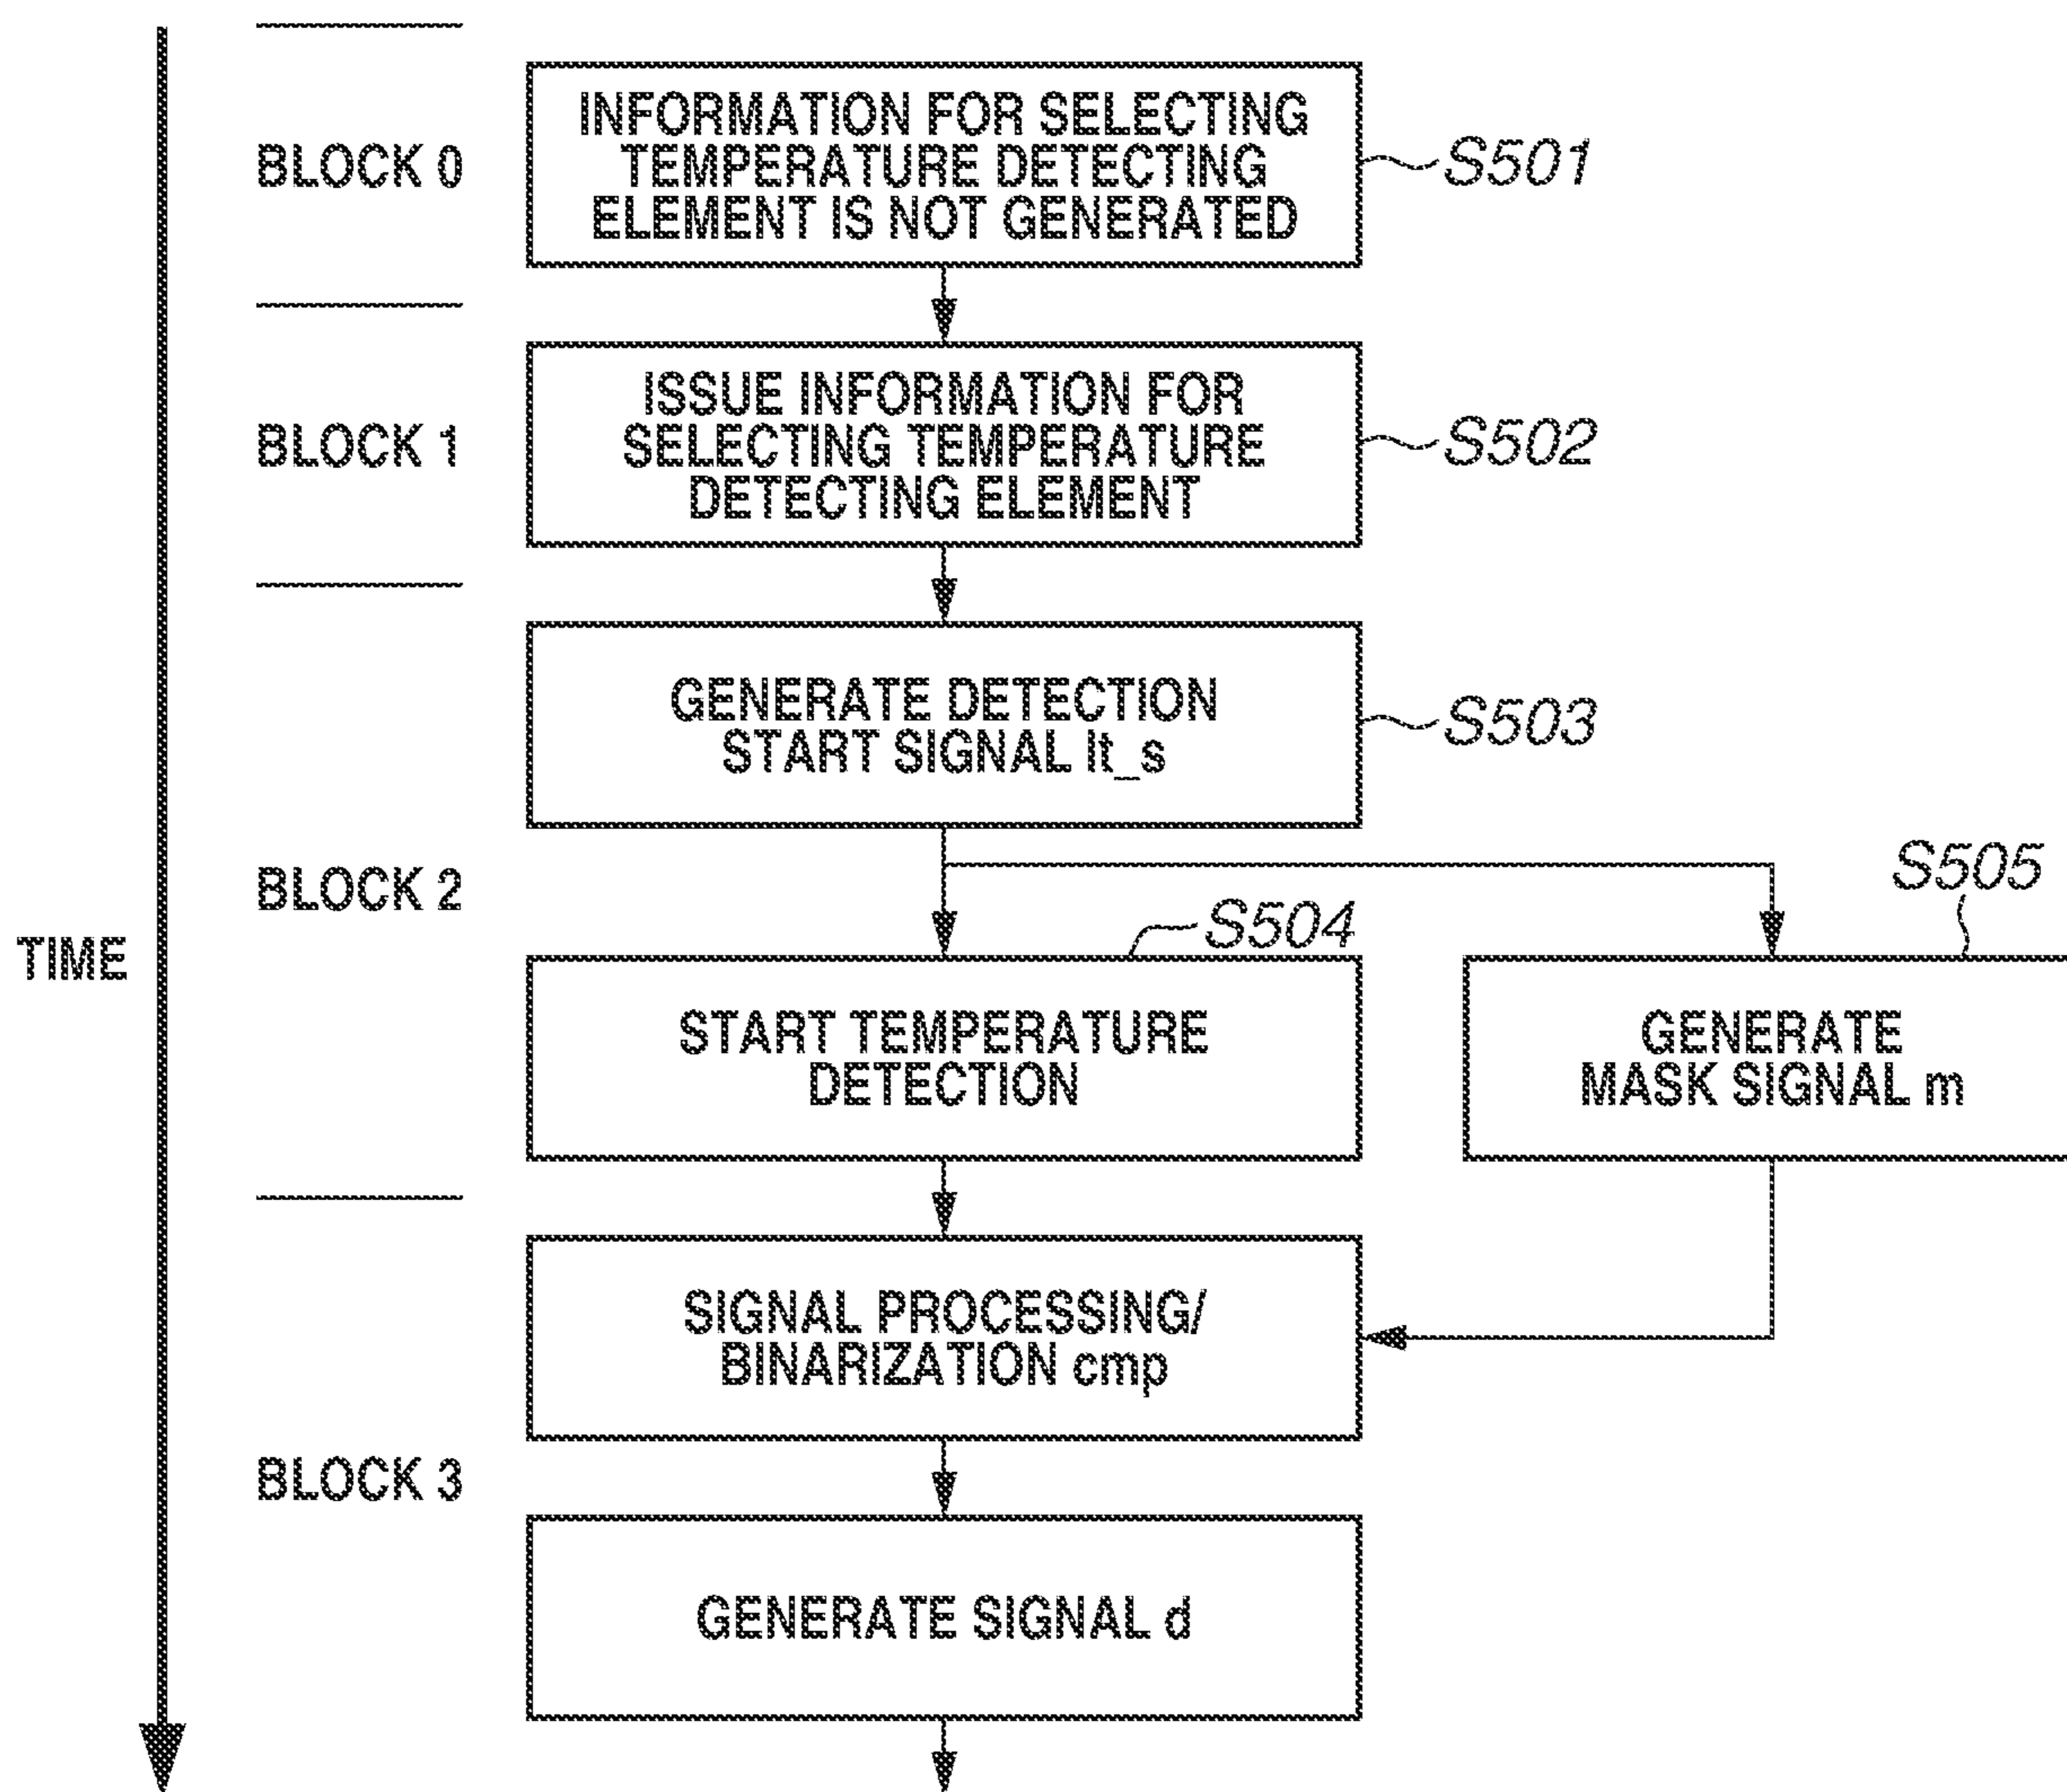 BLOCK 0
INFORMATION FOR SELECTING
TEMPERATURE DETECTING
ELEMENT IS NOT GENERATED
S501
BLOCK 1
ISSUE INFORMATION FOR
SELECTING TEMPERATURE
DETECTING ELEMENT
S502
GENERATE DETECTION
START SIGNAL lt_s
S503
BLOCK 2
TIME
S504
START TEMPERATURE
DETECTION
S505
GENERATE
MASK SIGNAL m
SIGNAL PROCESSING/
BINARIZATION cmp
BLOCK 3
GENERATE SIGNAL d